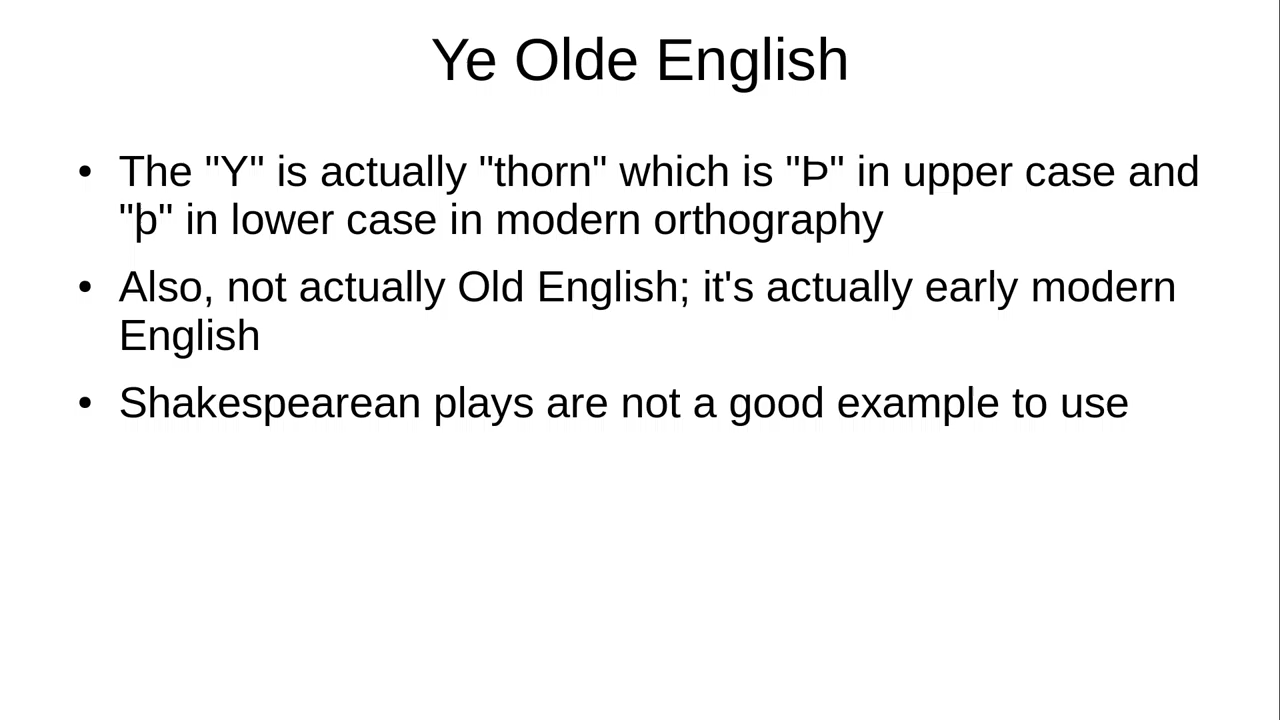 Ye Olde English
• The "Y" is actually "thorn" which is "Þ" in upper case and
"þ" in lower case in modern orthography
• Also, not actually Old English; it's actually early modern
English
• Shakespearean plays are not a good example to use